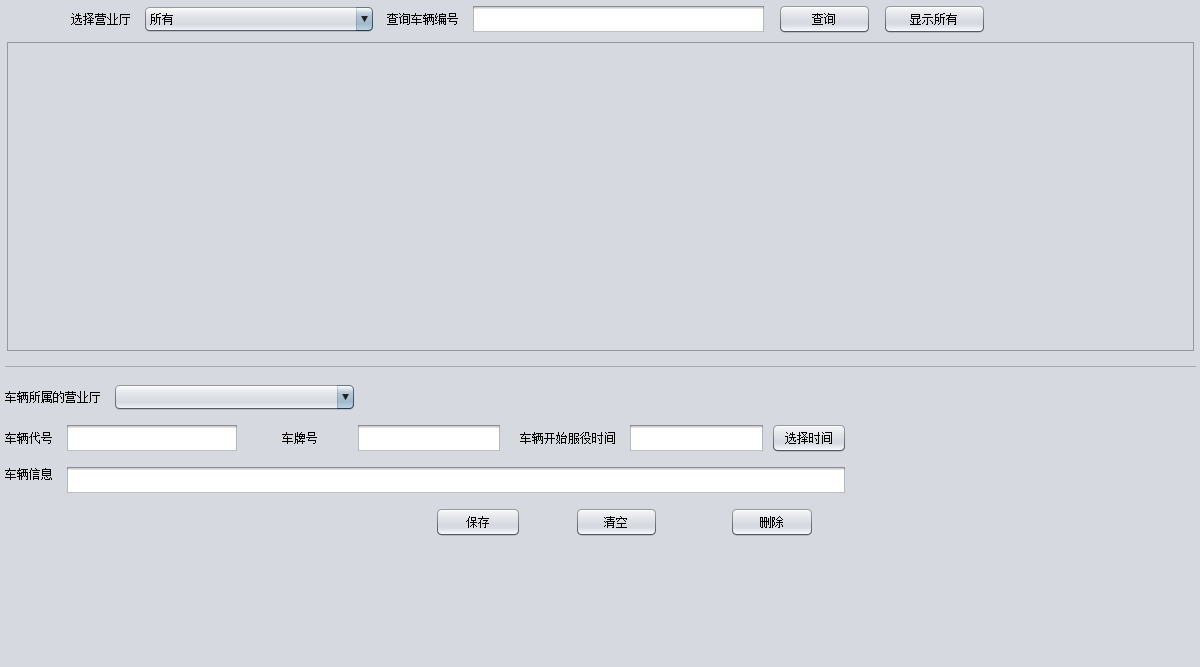 选择营业厅 所有 查询车辆编号 查询 显示所有
车辆所属的营业厅
车辆代号 车牌号 车辆开始服役时间 选择时间
车辆信息
保存 清空 删除